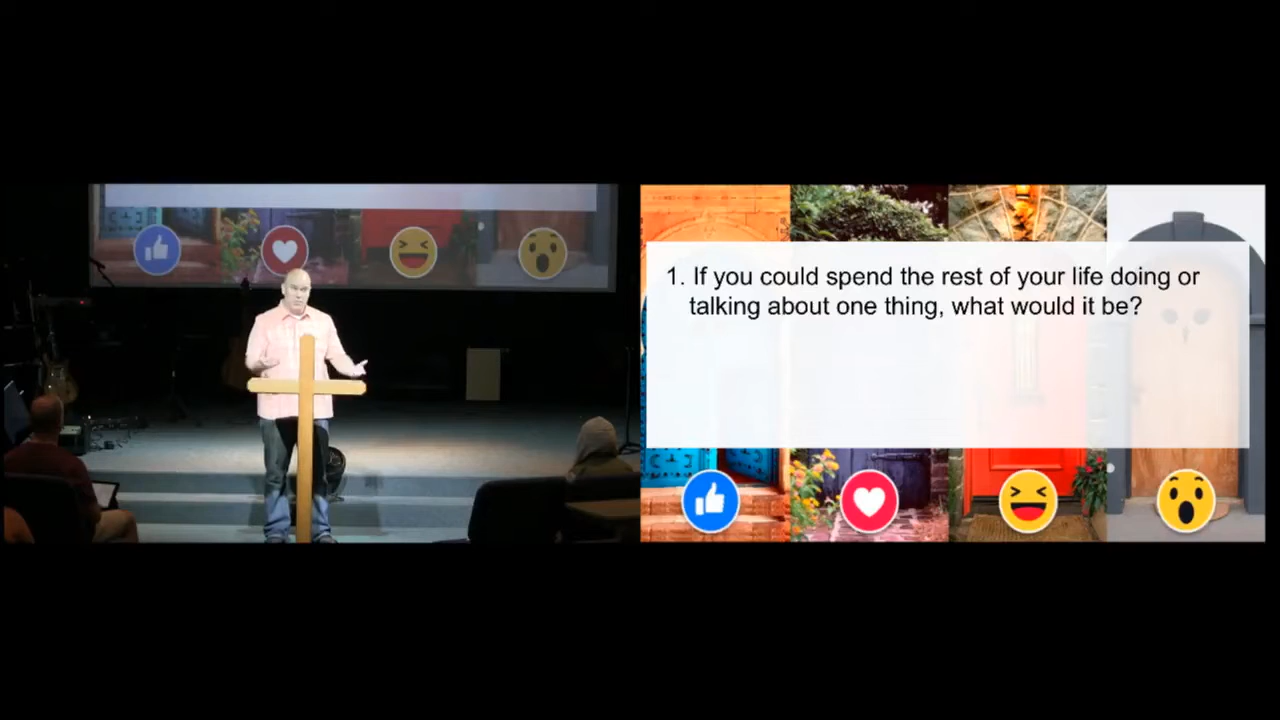 1. If you could spend the rest of your life doing or
talking about one thing, what would it be?